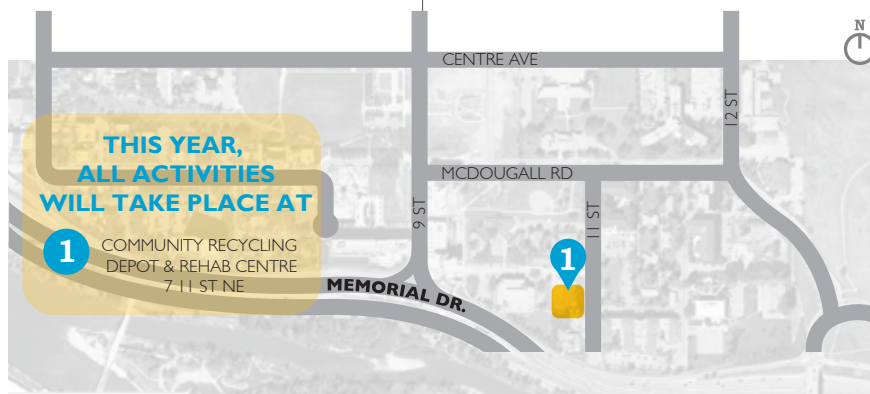 N
CENTRE AVE
12 ST
THIS YEAR,
ALL ACTIVITIES
WILL TAKE PLACE AT
MCDOUGALL RD
9 ST
11 ST
1
COMMUNITY RECYCLING
DEPOT & REHAB CENTRE
7 11 ST NE
1
MEMORIAL DR.